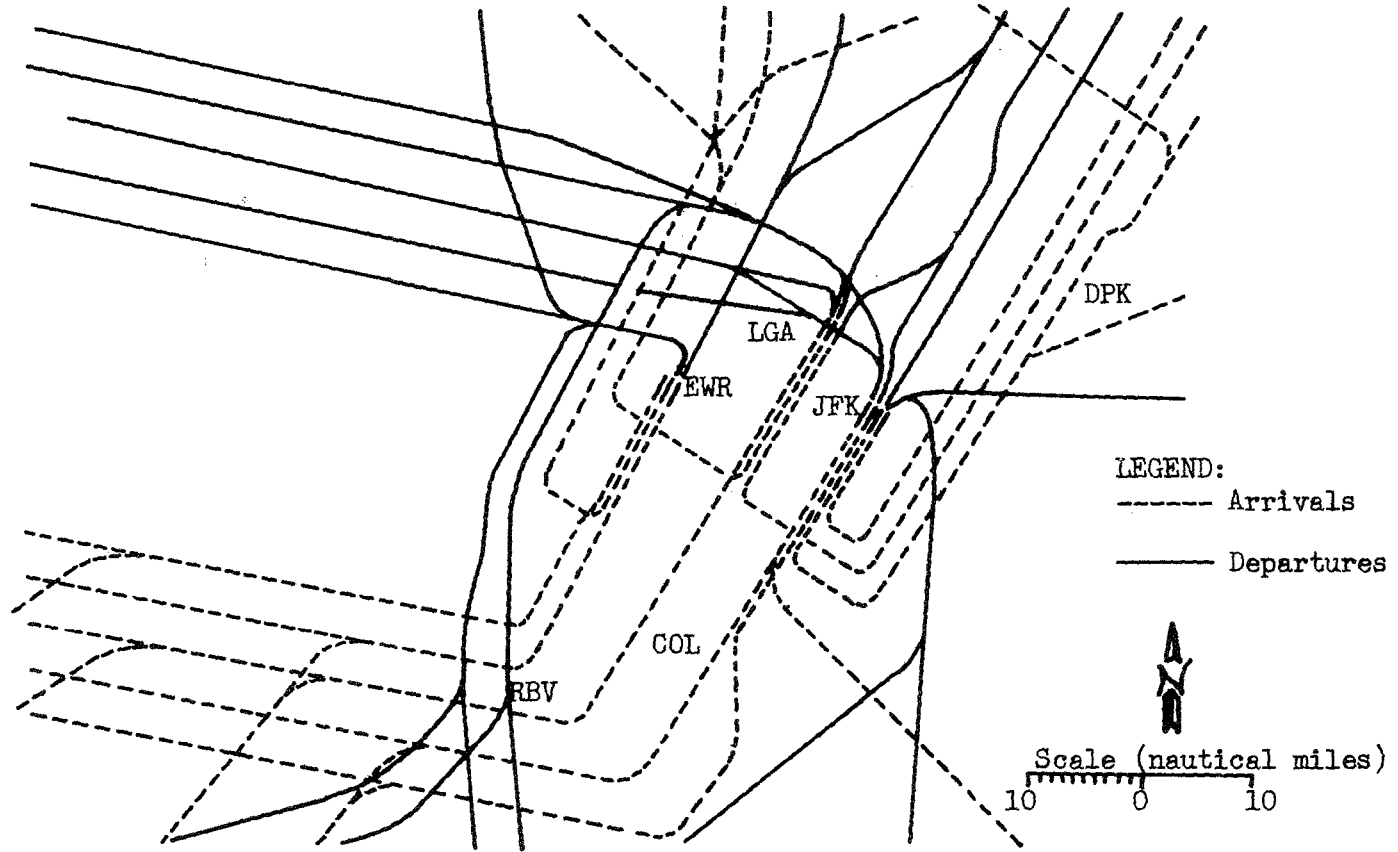 DPK
LGA
EWR
JFK
LEGEND:
Arrivals
Departures
COL
RBV
N
Scale (nautical miles)
10 0 10